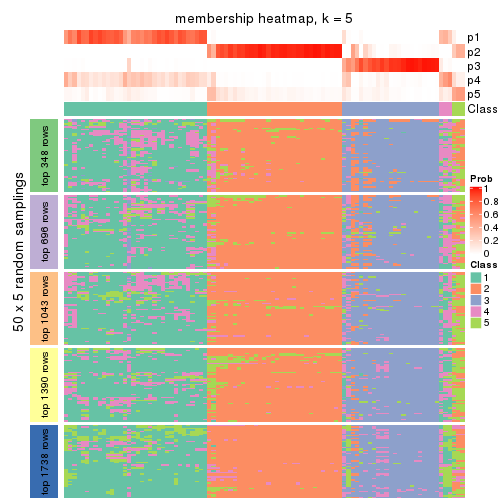 membership heatmap, k = 5
p1
p2
p3
p4
p5
Class
50 x 5 random samplings
top 348 rows
top 696 rows
top 1043 rows
top 1390 rows
top 1738 rows
Prob
1
0.8
0.6
0.4
0.2
0
Class
1
2
3
4
5